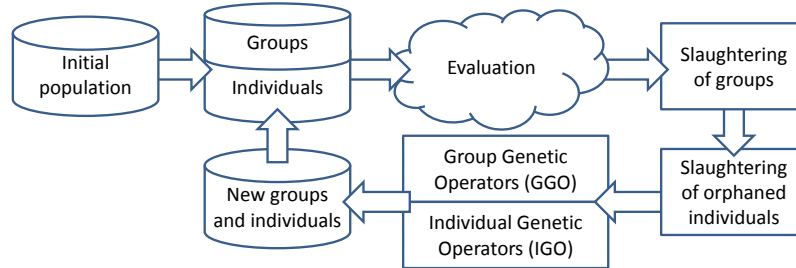 Initial
population
Groups
Individuals
Evaluation
Slaughtering
of groups
Slaughtering
of orphaned
individuals
Group Genetic
Operators (GGO)
Individual Genetic
Operators (IGO)
New groups
and individuals